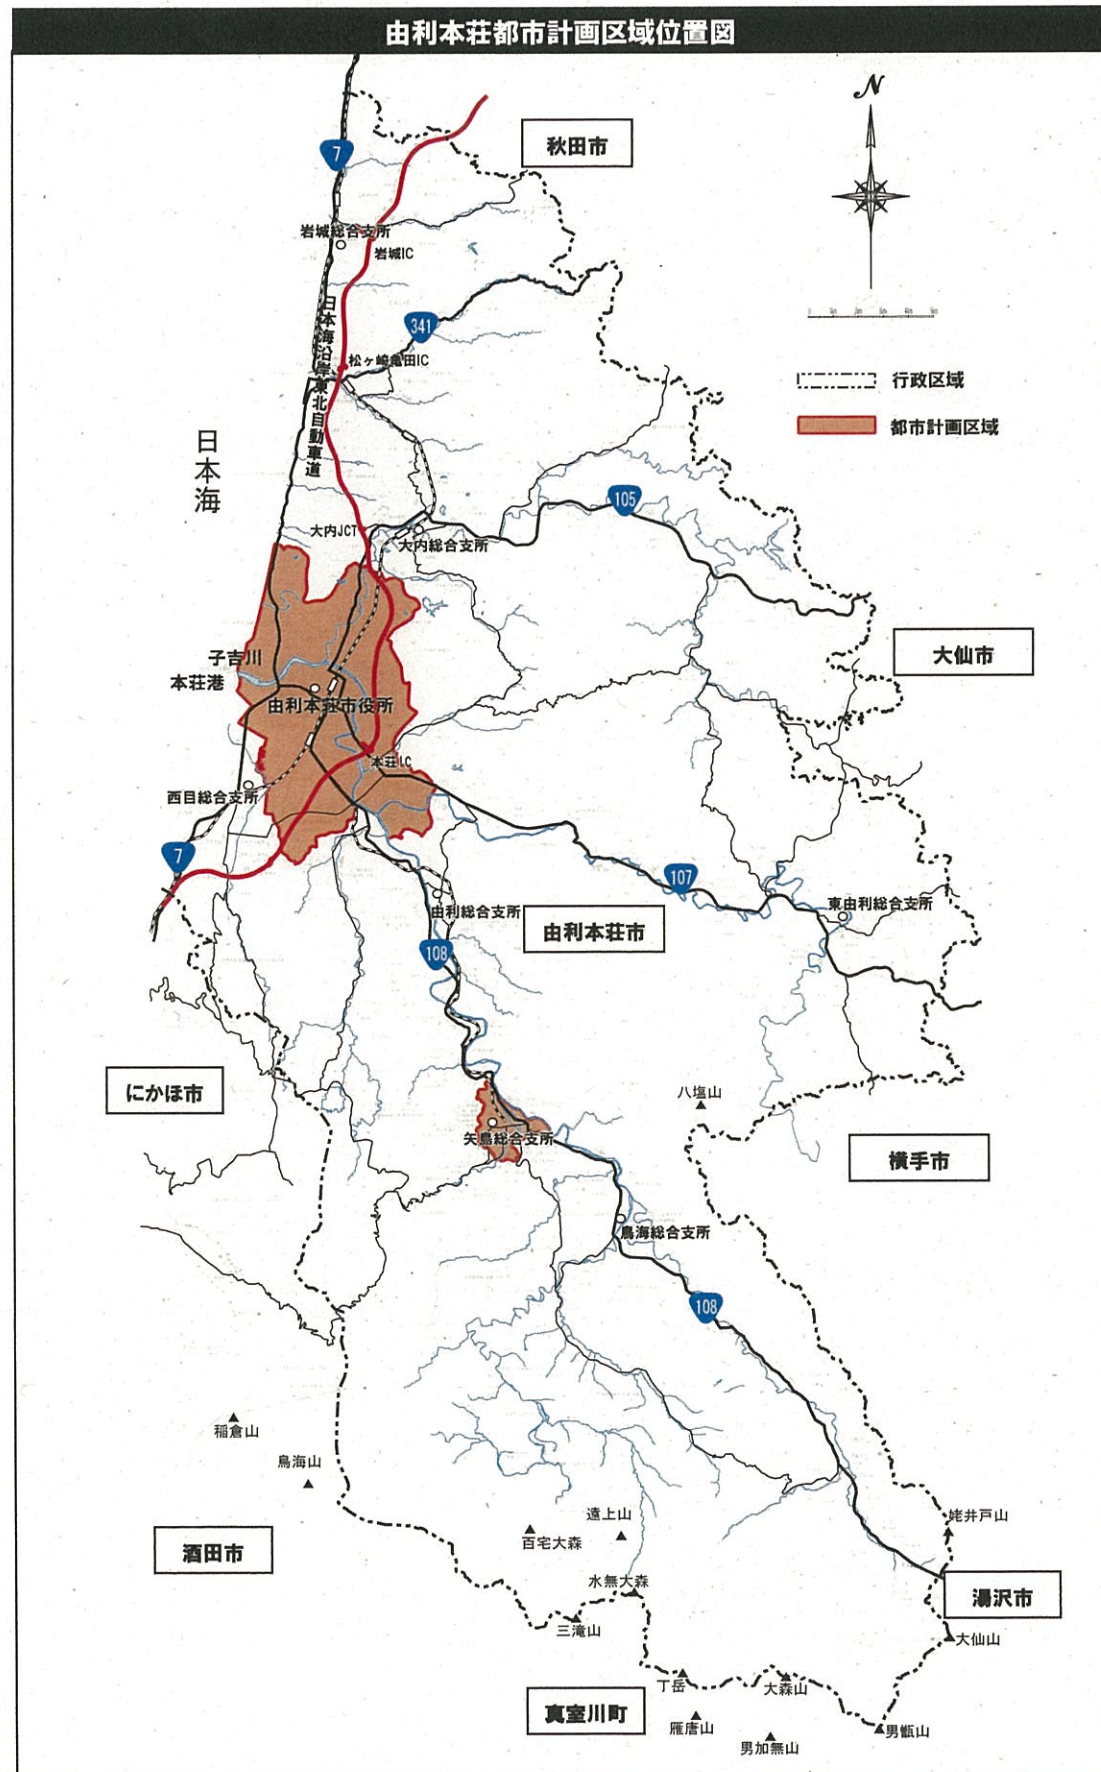 由利本荘都市計画区域位置図
N
7
秋田市
岩城総合支所
岩城IC
341
日本海沿岸東北自動車道
松ヶ崎亀田IC
行政区域
都市計画区域
日本海
105
大内JCT
大内総合支所
大仙市
子吉川
本荘港
由利本荘市役所
本荘I.C
西目総合支所
7
107
東由利総合支所
由利総合支所
由利本荘市
108
にかほ市
八塩山
矢島総合支所
横手市
鳥海総合支所
108
稲倉山
鳥海山
遠上山
百宅大森
姥井戸山
酒田市
水無大森
湯沢市
三滝山
大仙山
丁岳
大森山
真室川町
雁唐山
男甑山
男加無山